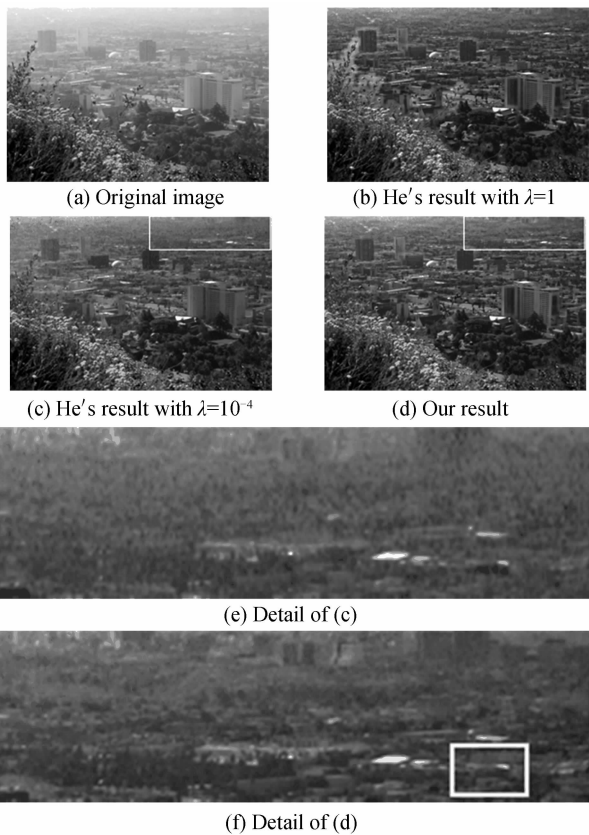 (a) Original image
(b) He′s result with λ=1
(c) He′s result with λ=10⁻⁴
(d) Our result
(e) Detail of (c)
(f) Detail of (d)